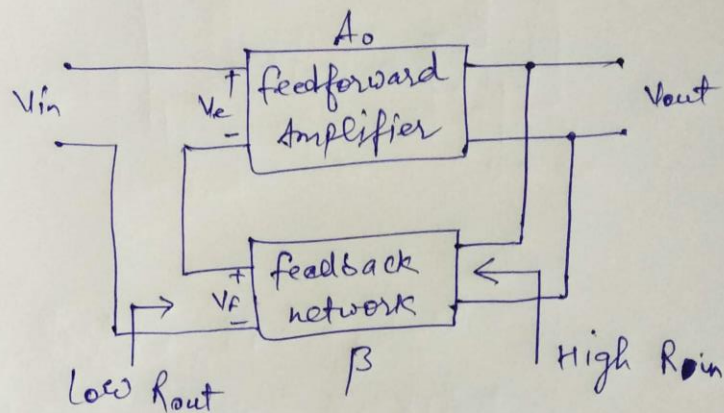 A₀
feedforward
Amplifier
Vin
+
Ve
-
Vout
feedback
network
+
Vf
-
β
Low Rout
High Rin